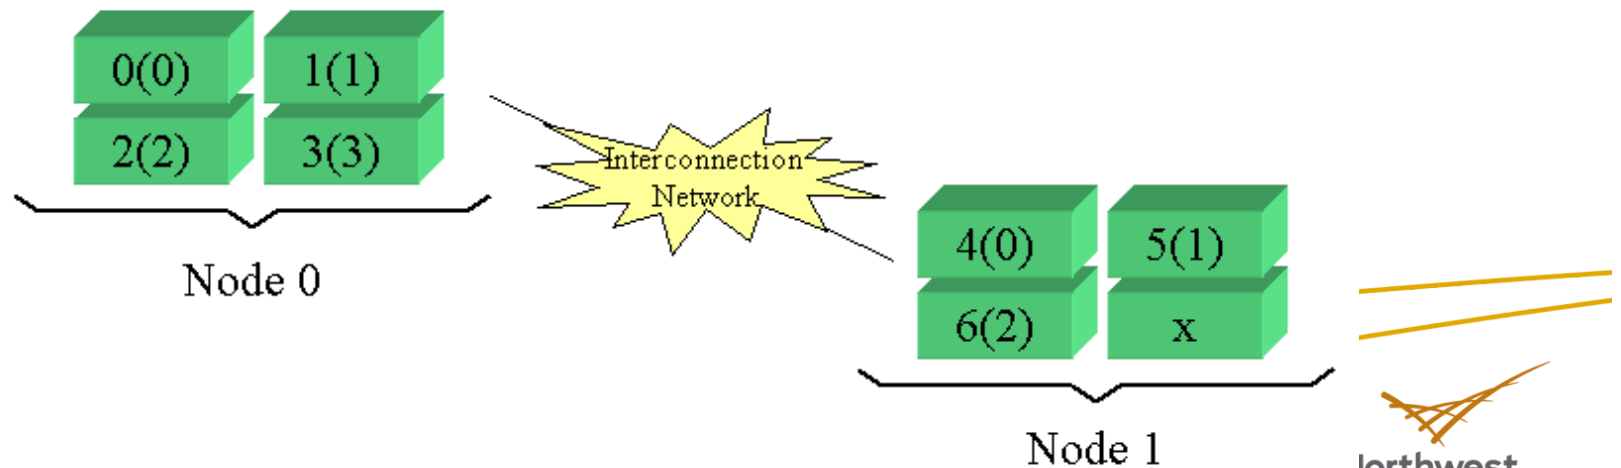 0(0) 1(1)
2(2) 3(3)
Node 0
Interconnection
Network
4(0) 5(1)
6(2) x
Node 1